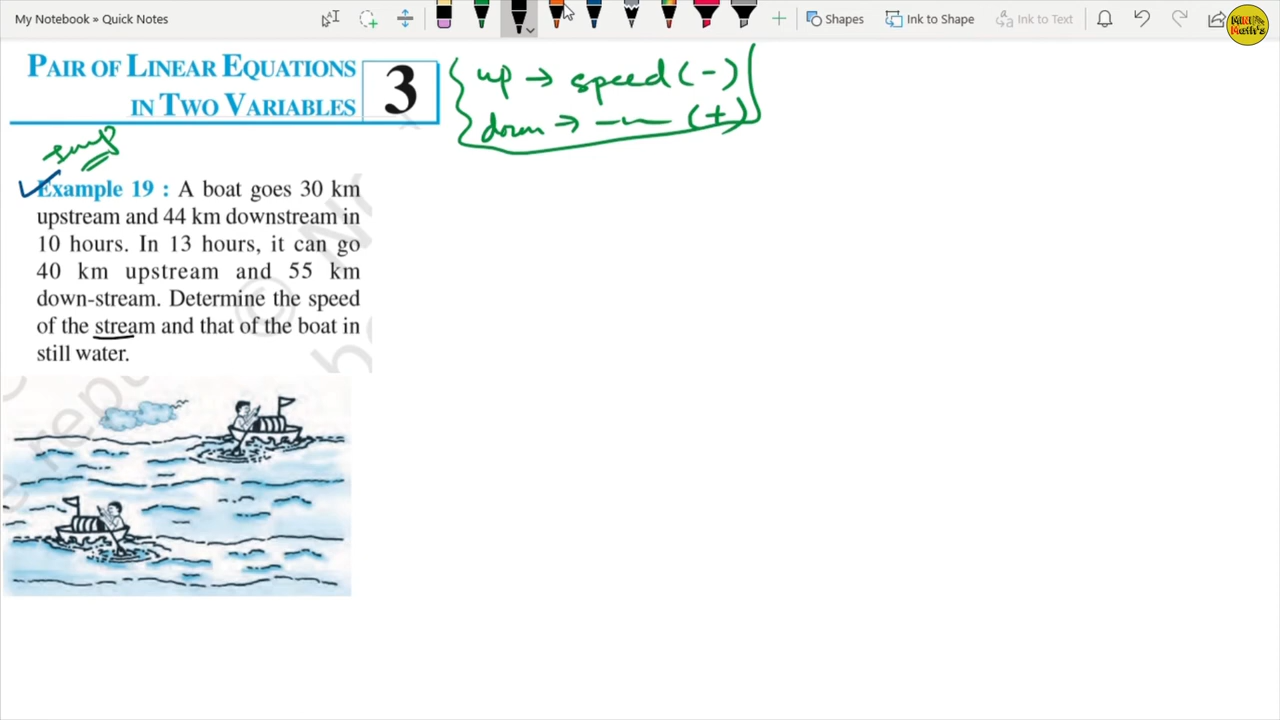 My Notebook » Quick Notes
Shapes
Ink to Shape
Ink to Text
MINI
Math's
PAIR OF LINEAR EQUATIONS
IN TWO VARIABLES
3
up → speed (-)
down → —〃— (+)
Example 19 : A boat goes 30 km
upstream and 44 km downstream in
10 hours. In 13 hours, it can go
40 km upstream and 55 km
down-stream. Determine the speed
of the stream and that of the boat in
still water.